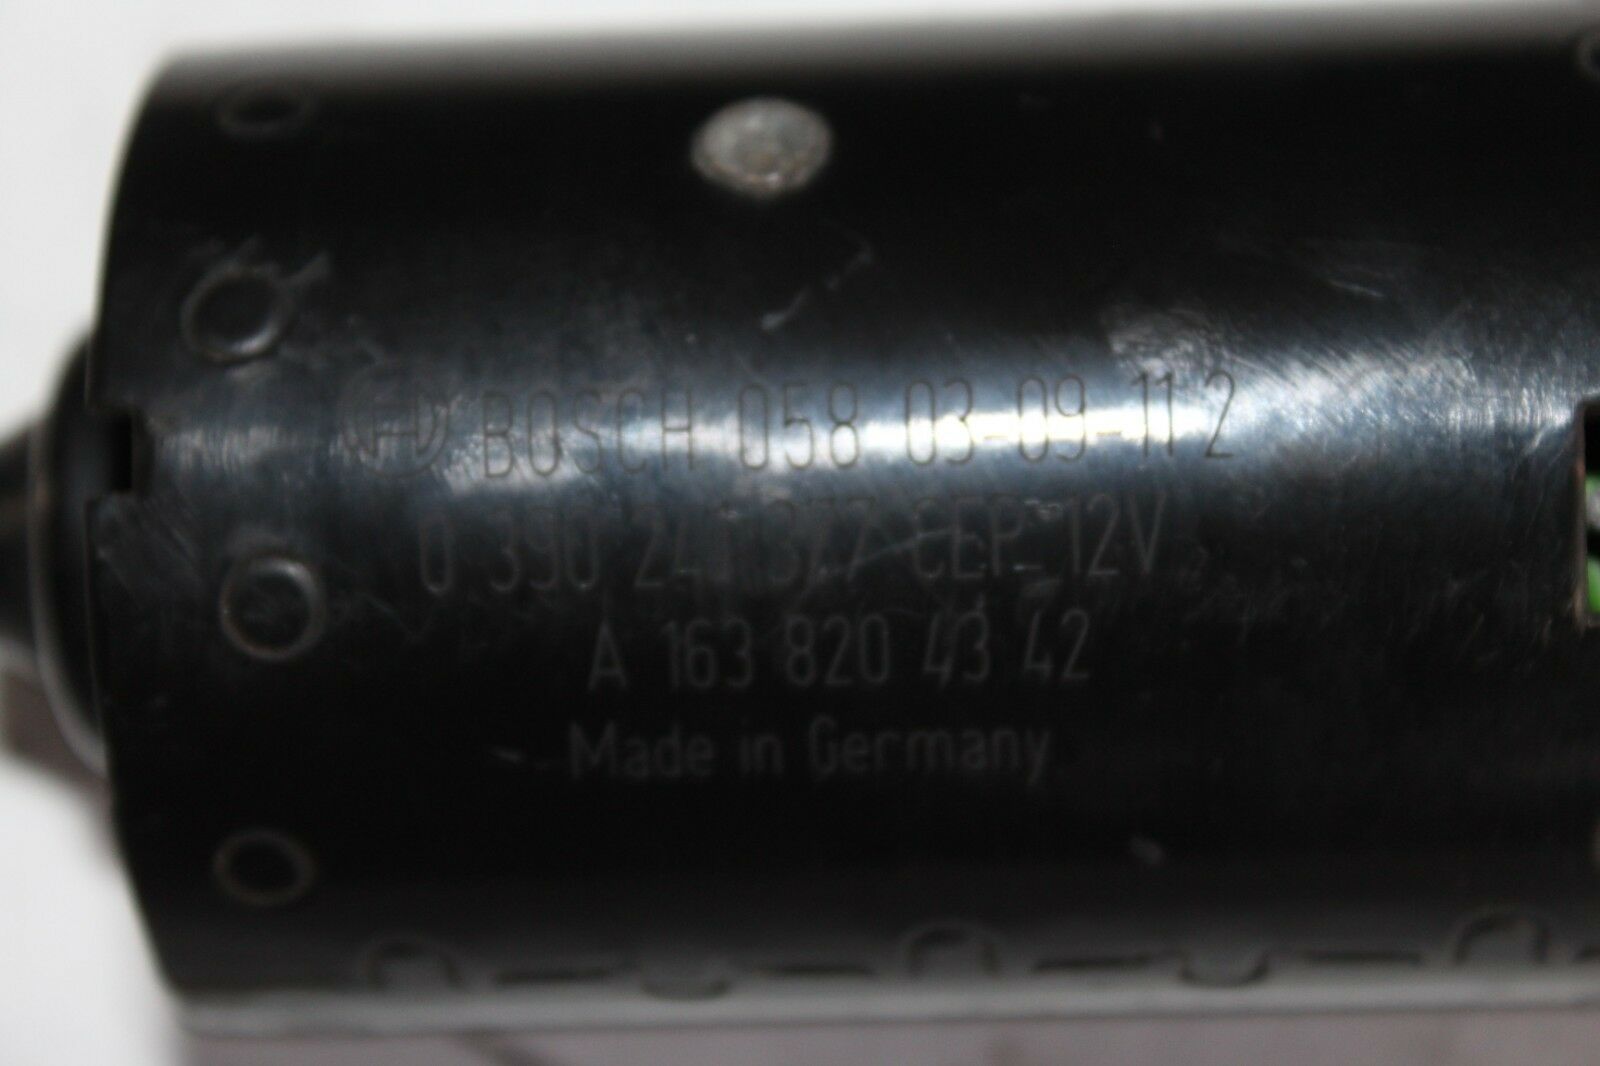 BOSCH 058 03-09-11 2
0 390 241 377 CEP 12V
A 163 820 43 42
Made in Germany